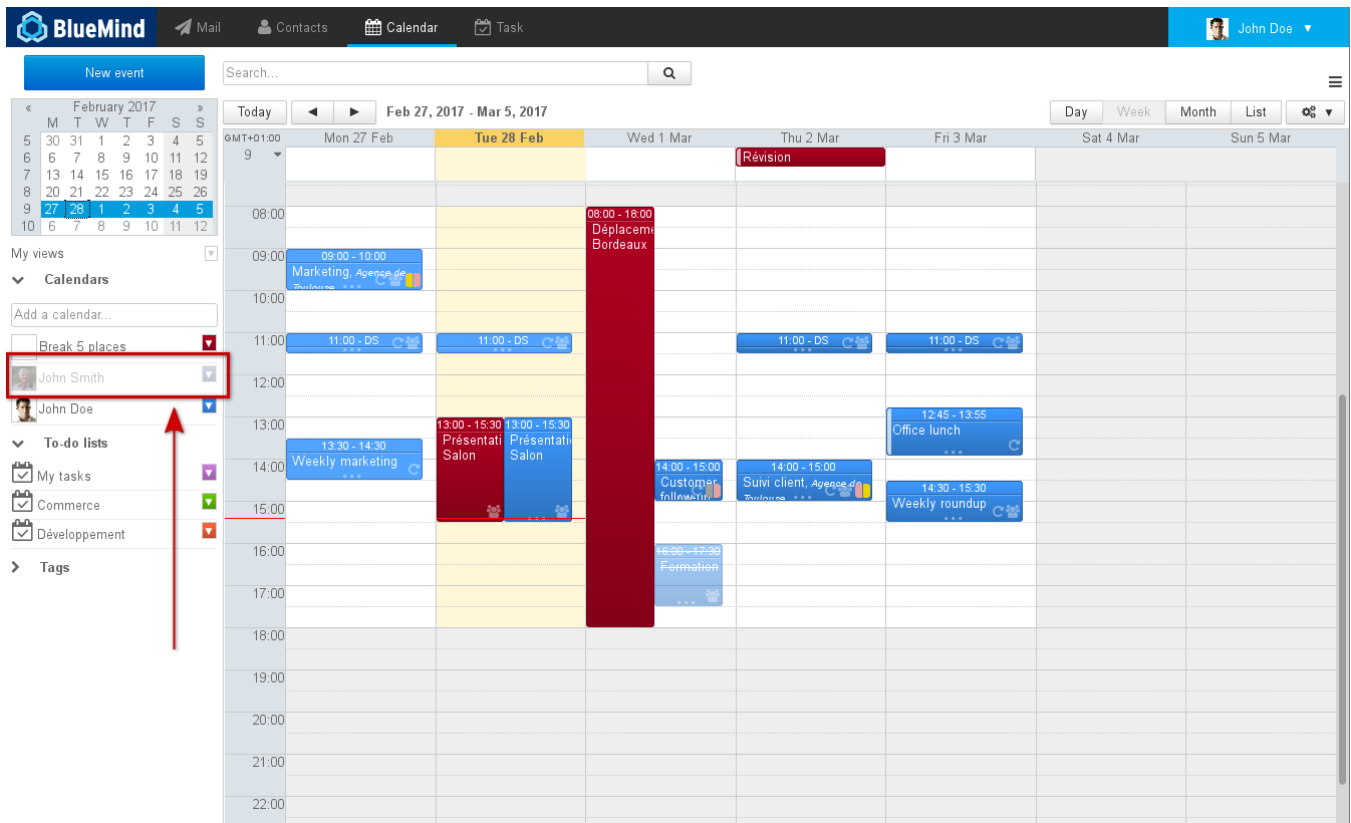 BlueMind
Mail
Contacts
Calendar
Task
John Doe
New event
Search...
« February 2017 »
M T W T F S S
5 30 31 1 2 3 4 5
6 6 7 8 9 10 11 12
7 13 14 15 16 17 18 19
8 20 21 22 23 24 25 26
9 27 28 1 2 3 4 5
10 6 7 8 9 10 11 12
My views
Calendars
Add a calendar...
Break 5 places
John Smith
John Doe
To-do lists
My tasks
Commerce
Développement
Tags
Today
Feb 27, 2017 - Mar 5, 2017
Day
Week
Month
List
GMT+01:00
Mon 27 Feb
Tue 28 Feb
Wed 1 Mar
Thu 2 Mar
Fri 3 Mar
Sat 4 Mar
Sun 5 Mar
9
Révision
08:00
09:00
10:00
11:00
12:00
13:00
14:00
15:00
16:00
17:00
18:00
19:00
20:00
21:00
22:00
09:00 - 10:00
Marketing, Agence de
Toulouse
11:00 - DS
13:30 - 14:30
Weekly marketing
11:00 - DS
13:00 - 15:30
Présentati
Salon
13:00 - 15:30
Présentati
Salon
08:00 - 18:00
Déplaceme
Bordeaux
14:00 - 15:00
Customer
follow-up
16:00 - 17:30
Formation
11:00 - DS
14:00 - 15:00
Suivi client, Agence de
Toulouse
11:00 - DS
12:45 - 13:55
Office lunch
14:30 - 15:30
Weekly roundup